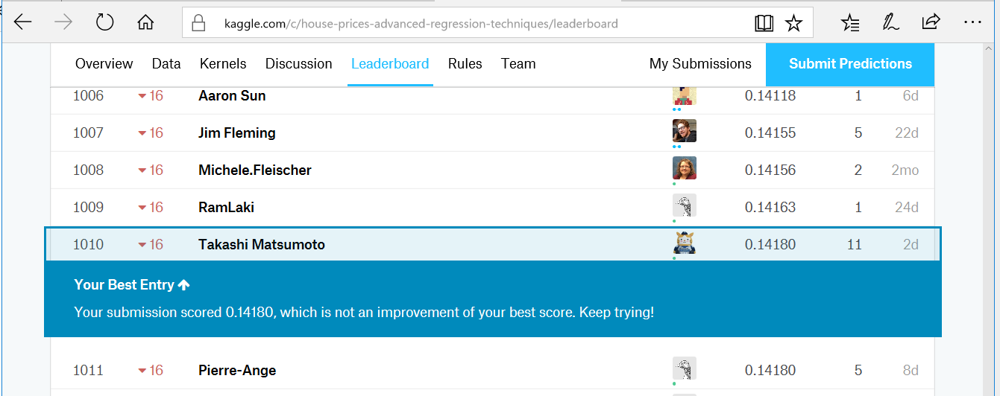 kaggle.com/c/house-prices-advanced-regression-techniques/leaderboard
Overview Data Kernels Discussion Leaderboard Rules Team My Submissions Submit Predictions
1006 16 Aaron Sun 0.14118 1 6d
1007 16 Jim Fleming 0.14155 5 22d
1008 16 Michele.Fleischer 0.14156 2 2mo
1009 16 RamLaki 0.14163 1 24d
1010 16 Takashi Matsumoto 0.14180 11 2d
Your Best Entry
Your submission scored 0.14180, which is not an improvement of your best score. Keep trying!
1011 16 Pierre-Ange 0.14180 5 8d